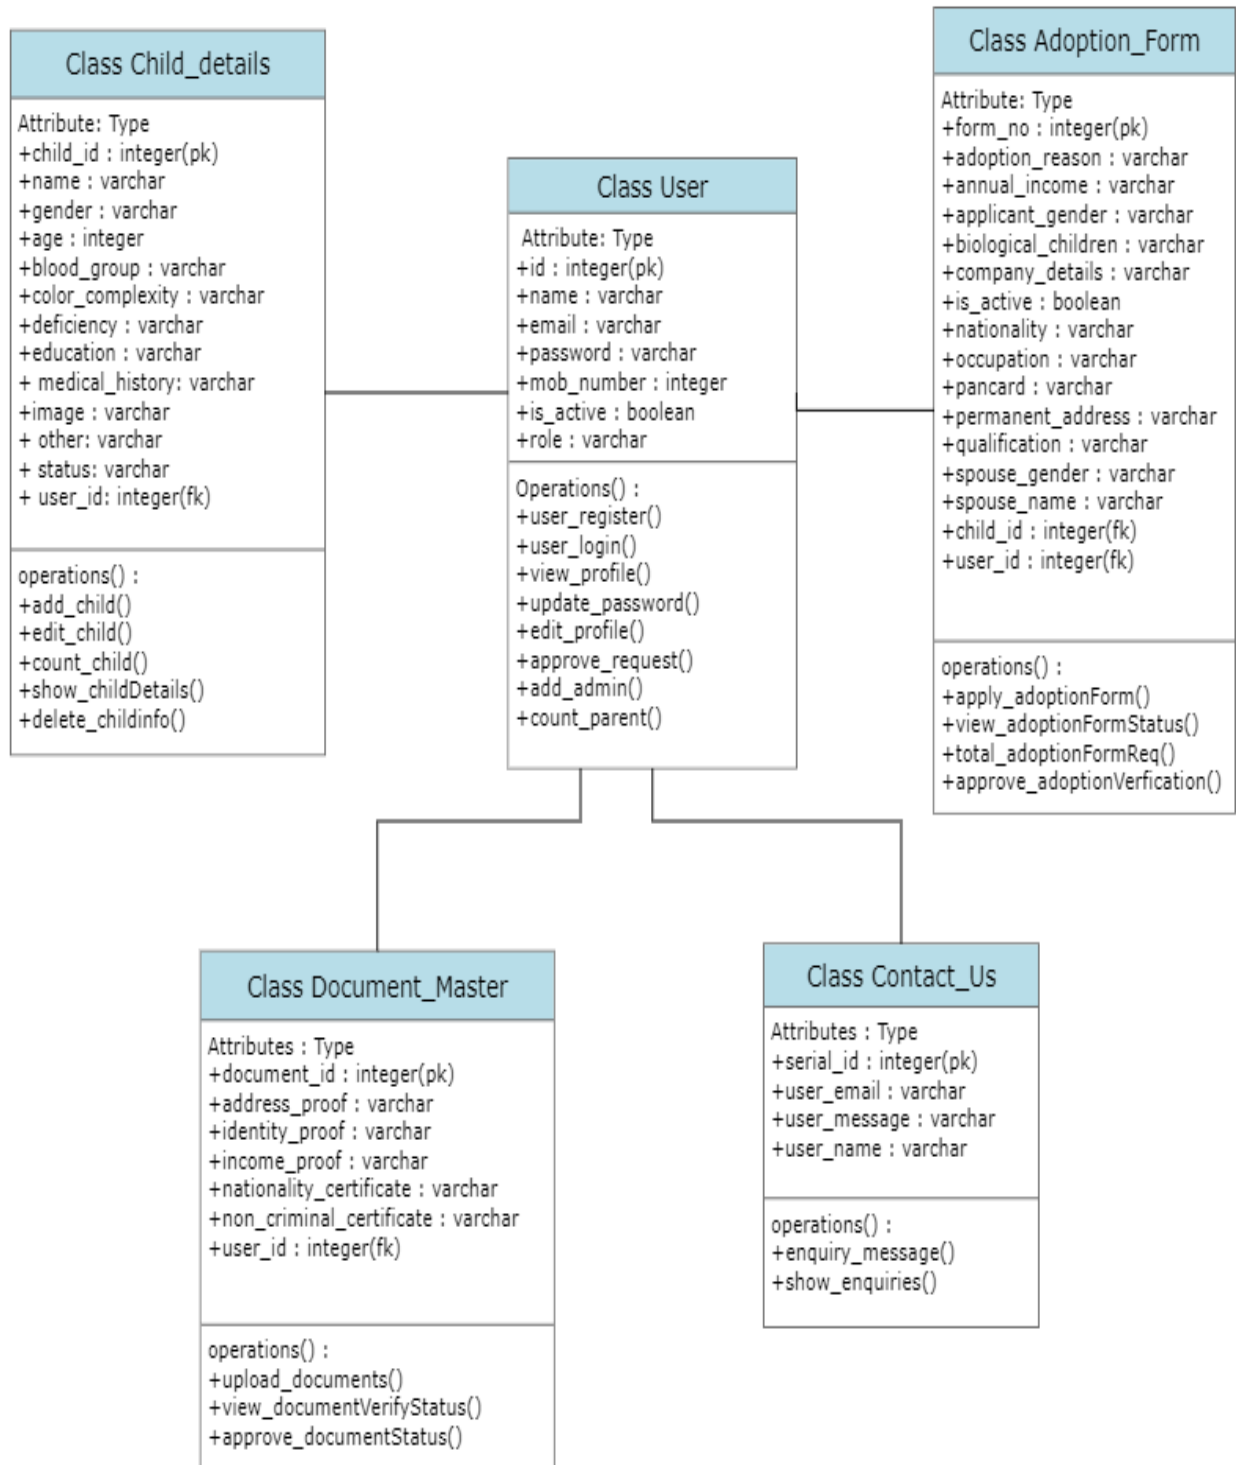 Class Child_details
Attribute: Type
+child_id : integer(pk)
+name : varchar
+gender : varchar
+age : integer
+blood_group : varchar
+color_complexity : varchar
+deficiency : varchar
+education : varchar
+ medical_history: varchar
+image : varchar
+ other: varchar
+ status: varchar
+ user_id: integer(fk)
operations() :
+add_child()
+edit_child()
+count_child()
+show_childDetails()
+delete_childinfo()
Class User
Attribute: Type
+id : integer(pk)
+name : varchar
+email : varchar
+password : varchar
+mob_number : integer
+is_active : boolean
+role : varchar
Operations() :
+user_register()
+user_login()
+view_profile()
+update_password()
+edit_profile()
+approve_request()
+add_admin()
+count_parent()
Class Adoption_Form
Attribute: Type
+form_no : integer(pk)
+adoption_reason : varchar
+annual_income : varchar
+applicant_gender : varchar
+biological_children : varchar
+company_details : varchar
+is_active : boolean
+nationality : varchar
+occupation : varchar
+pancard : varchar
+permanent_address : varchar
+qualification : varchar
+spouse_gender : varchar
+spouse_name : varchar
+child_id : integer(fk)
+user_id : integer(fk)
operations() :
+apply_adoptionForm()
+view_adoptionFormStatus()
+total_adoptionFormReq()
+approve_adoptionVerfication()
Class Document_Master
Attributes : Type
+document_id : integer(pk)
+address_proof : varchar
+identity_proof : varchar
+income_proof : varchar
+nationality_certificate : varchar
+non_criminal_certificate : varchar
+user_id : integer(fk)
operations() :
+upload_documents()
+view_documentVerifyStatus()
+approve_documentStatus()
Class Contact_Us
Attributes : Type
+serial_id : integer(pk)
+user_email : varchar
+user_message : varchar
+user_name : varchar
operations() :
+enquiry_message()
+show_enquiries()